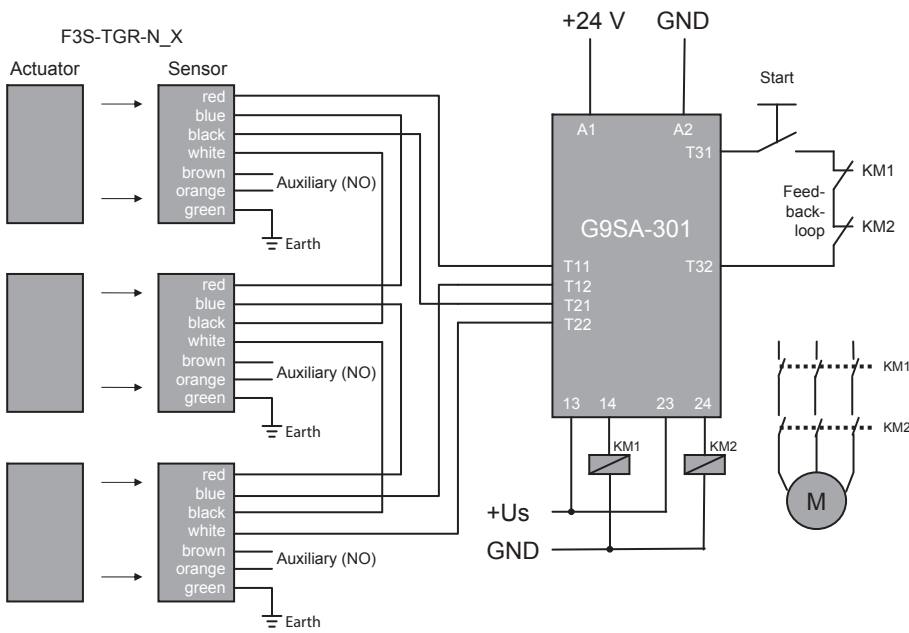 F3S-TGR-N_X
Actuator
Sensor
red
blue
black
white
brown
orange
green
Auxiliary (NO)
Earth
red
blue
black
white
brown
orange
green
Auxiliary (NO)
Earth
red
blue
black
white
brown
orange
green
Auxiliary (NO)
Earth
+24 V
GND
A1
A2
T31
G9SA-301
T11
T12
T21
T22
T32
13
14
23
24
KM1
KM2
+Us
GND
Start
KM1
Feed-
back-
loop
KM2
KM1
KM2
M